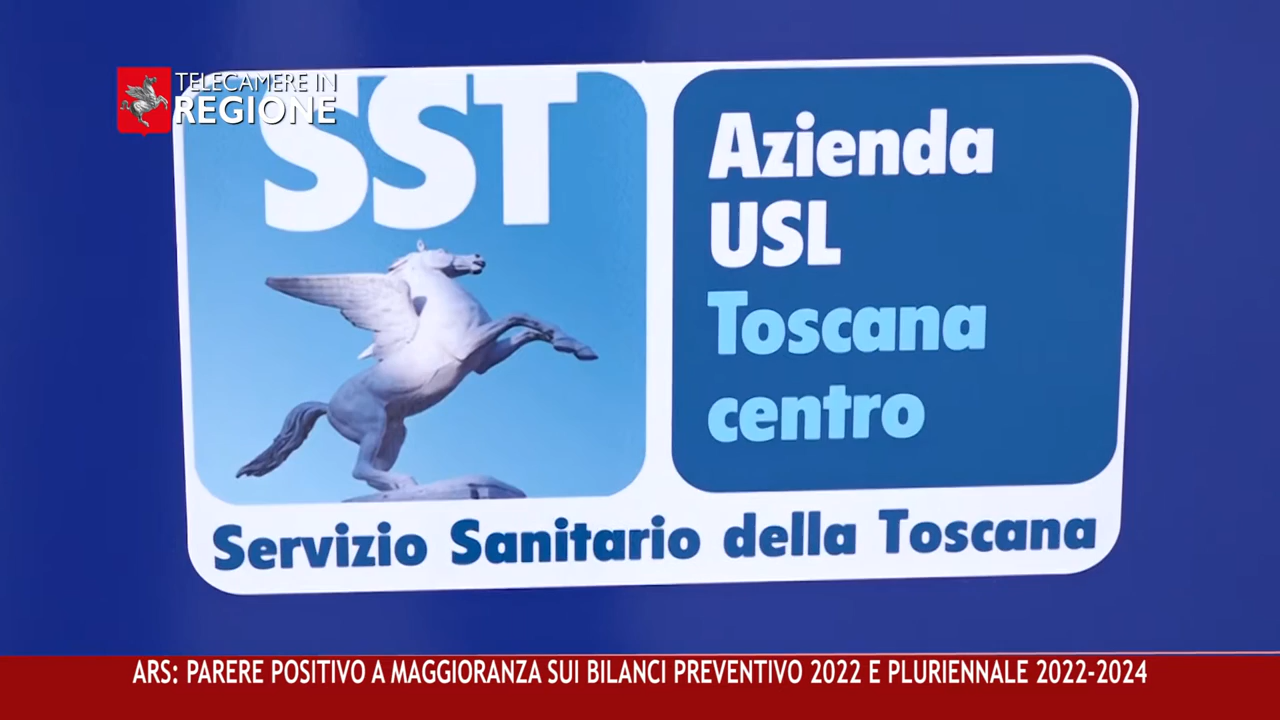 TELECAMERE IN
REGIONE
SST
Azienda
USL
Toscana
centro
Servizio Sanitario della Toscana
ARS: PARERE POSITIVO A MAGGIORANZA SUI BILANCI PREVENTIVO 2022 E PLURIENNALE 2022-2024